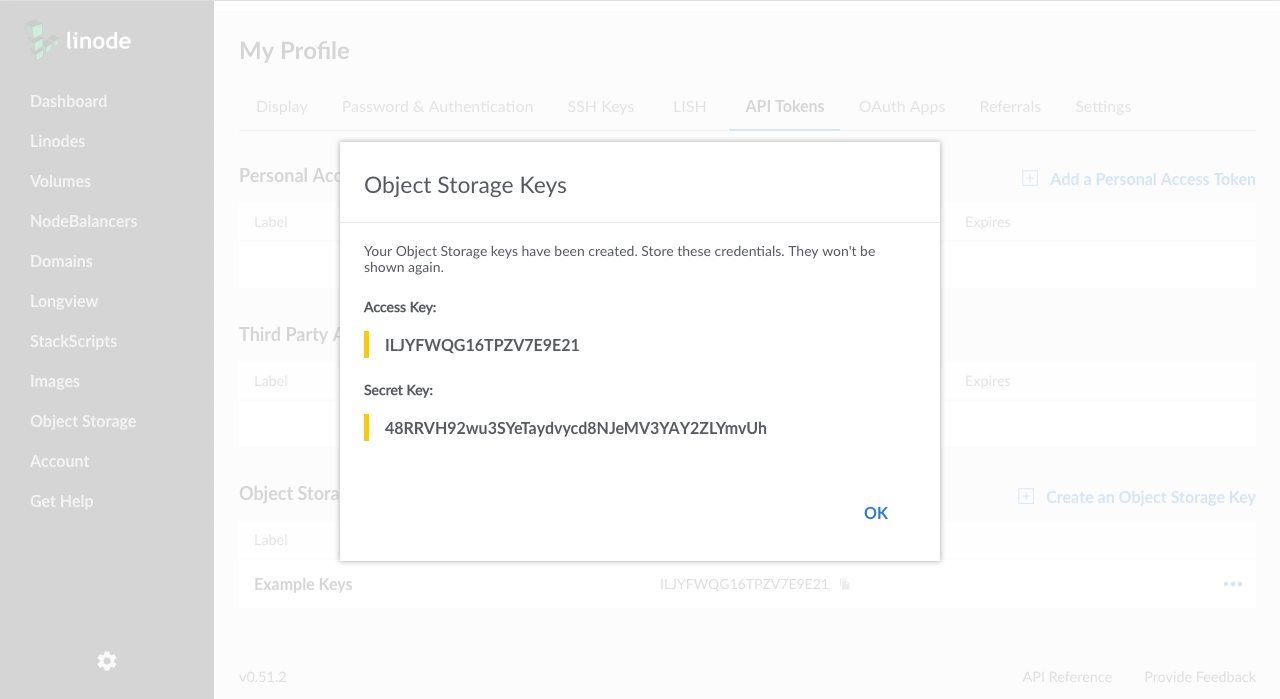 linode
Dashboard
Linodes
Volumes
NodeBalancers
Domains
Longview
StackScripts
Images
Object Storage
Account
Get Help
My Profile
Display Password & Authentication SSH Keys LISH API Tokens OAuth Apps Referrals Settings
Personal Acc
Add a Personal Access Token
Label Expires
Third Party A
Label Expires
Object Stora
Create an Object Storage Key
Label
Example Keys ILJYFWQG16TPZV7E9E21
Object Storage Keys
Your Object Storage keys have been created. Store these credentials. They won't be
shown again.
Access Key:
ILJYFWQG16TPZV7E9E21
Secret Key:
48RRVH92wu3SYeTaydvycd8NJeMV3YAY2ZLYmvUh
OK
v0.51.2 API Reference Provide Feedback